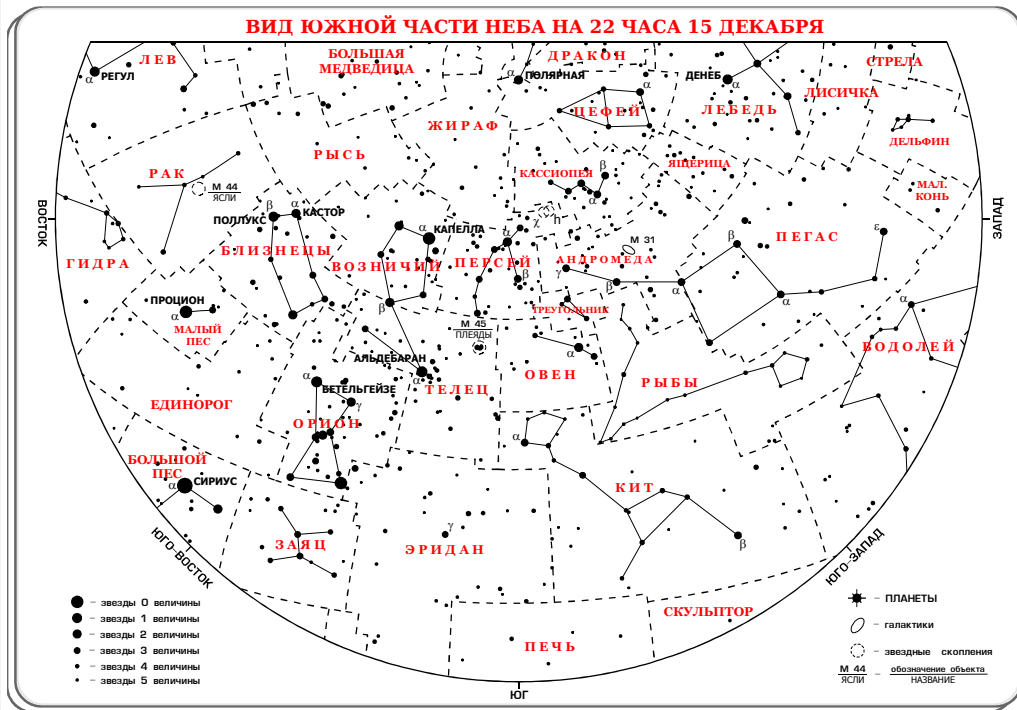 ВИД ЮЖНОЙ ЧАСТИ НЕБА НА 22 ЧАСА 15 ДЕКАБРЯ
ЛЕВ
БОЛЬШАЯ
МЕДВЕДИЦА
ДРАКОН
СТРЕЛА
α РЕГУЛ
α ПОЛЯРНАЯ
ДЕНЕБ α
ЛИСИЧКА
ЦЕФЕЙ
α
ЛЕБЕДЬ
ЖИРАФ
ДЕЛЬФИН
РЫСЬ
РАК
КАССИОПЕЯ
β
α
ЯЩЕРИЦА
МАЛ.
КОНЬ
M 44
ЯСЛИ
ВОСТОК
ЗАПАД
ПОЛЛУКС
β
α
КАСТОР
α КАПЕЛЛА
χ h
M 31
β
ПЕГАС
ε
ГИДРА
БЛИЗНЕЦЫ
ВОЗНИЧИЙ
ПЕРСЕЙ
α
β
АНДРОМЕДА
γ
β
α
α
ПРОЦИОН
α
МАЛЫЙ
ПЕС
β
ТРЕУГОЛЬНИК
α
M 45
ПЛЕЯДЫ
ВОДОЛЕЙ
АЛЬДЕБАРАН
α
ТЕЛЕЦ
α
ОВЕН
РЫБЫ
α
БЕТЕЛЬГЕЙЗЕ
γ
ЕДИНОРОГ
ОРИОН
α
БОЛЬШОЙ
ПЕС
α СИРИУС
КИТ
β
ЗАЯЦ
γ
ЭРИДАН
ЮГО-ВОСТОК
ЮГО-ЗАПАД
СКУЛЬПТОР
ПЕЧЬ
ЮГ
– звезды 0 величины
– звезды 1 величины
– звезды 2 величины
– звезды 3 величины
– звезды 4 величины
– звезды 5 величины
– ПЛАНЕТЫ
– галактики
– звездные скопления
M 44 – обозначение объекта
ЯСЛИ НАЗВАНИЕ